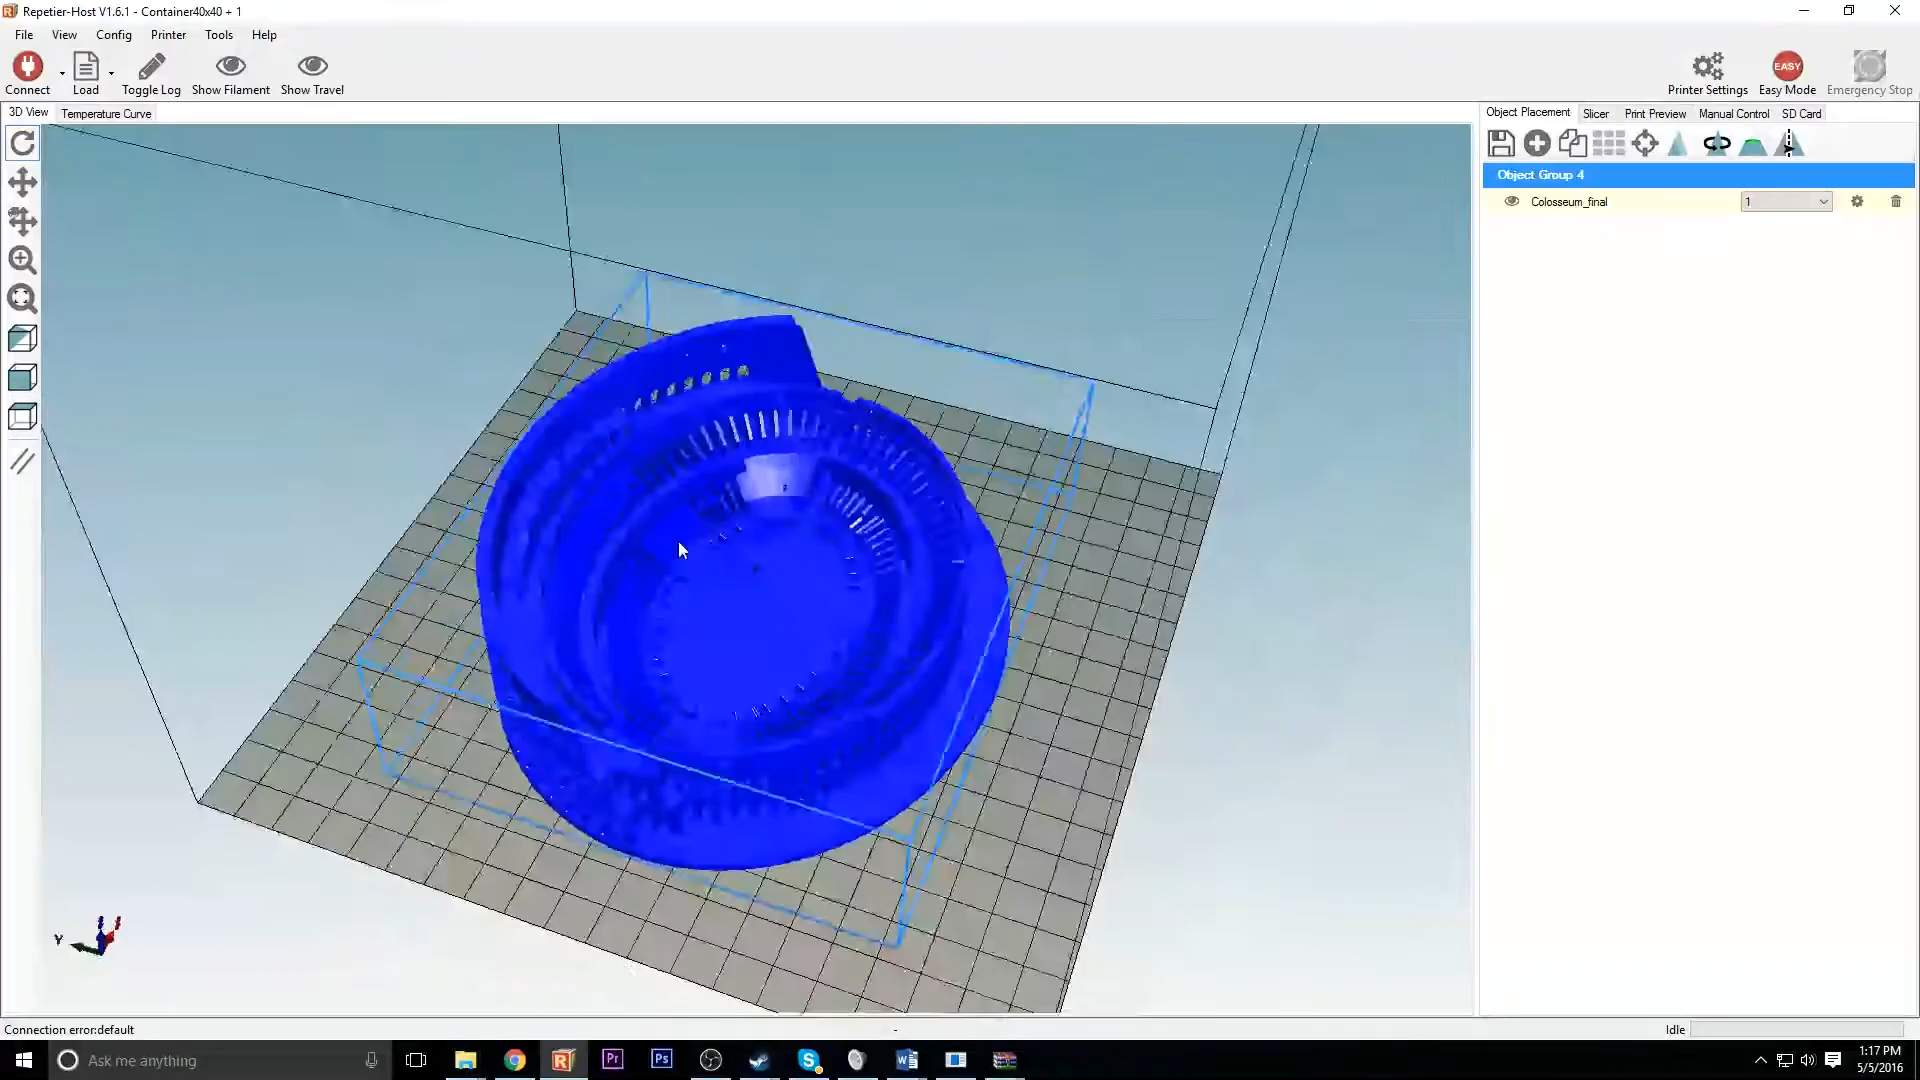 Repetier-Host V1.6.1 - Container40x40 + 1
File View Config Printer Tools Help
Connect Load Toggle Log Show Filament Show Travel
EASY
Printer Settings Easy Mode Emergency Stop
3D View Temperature Curve
Object Placement Slicer Print Preview Manual Control SD Card
Object Group 4
Colosseum_final 1
Y
Connection error:default - Idle
Ask me anything
Pr Ps
1:17 PM
5/5/2016